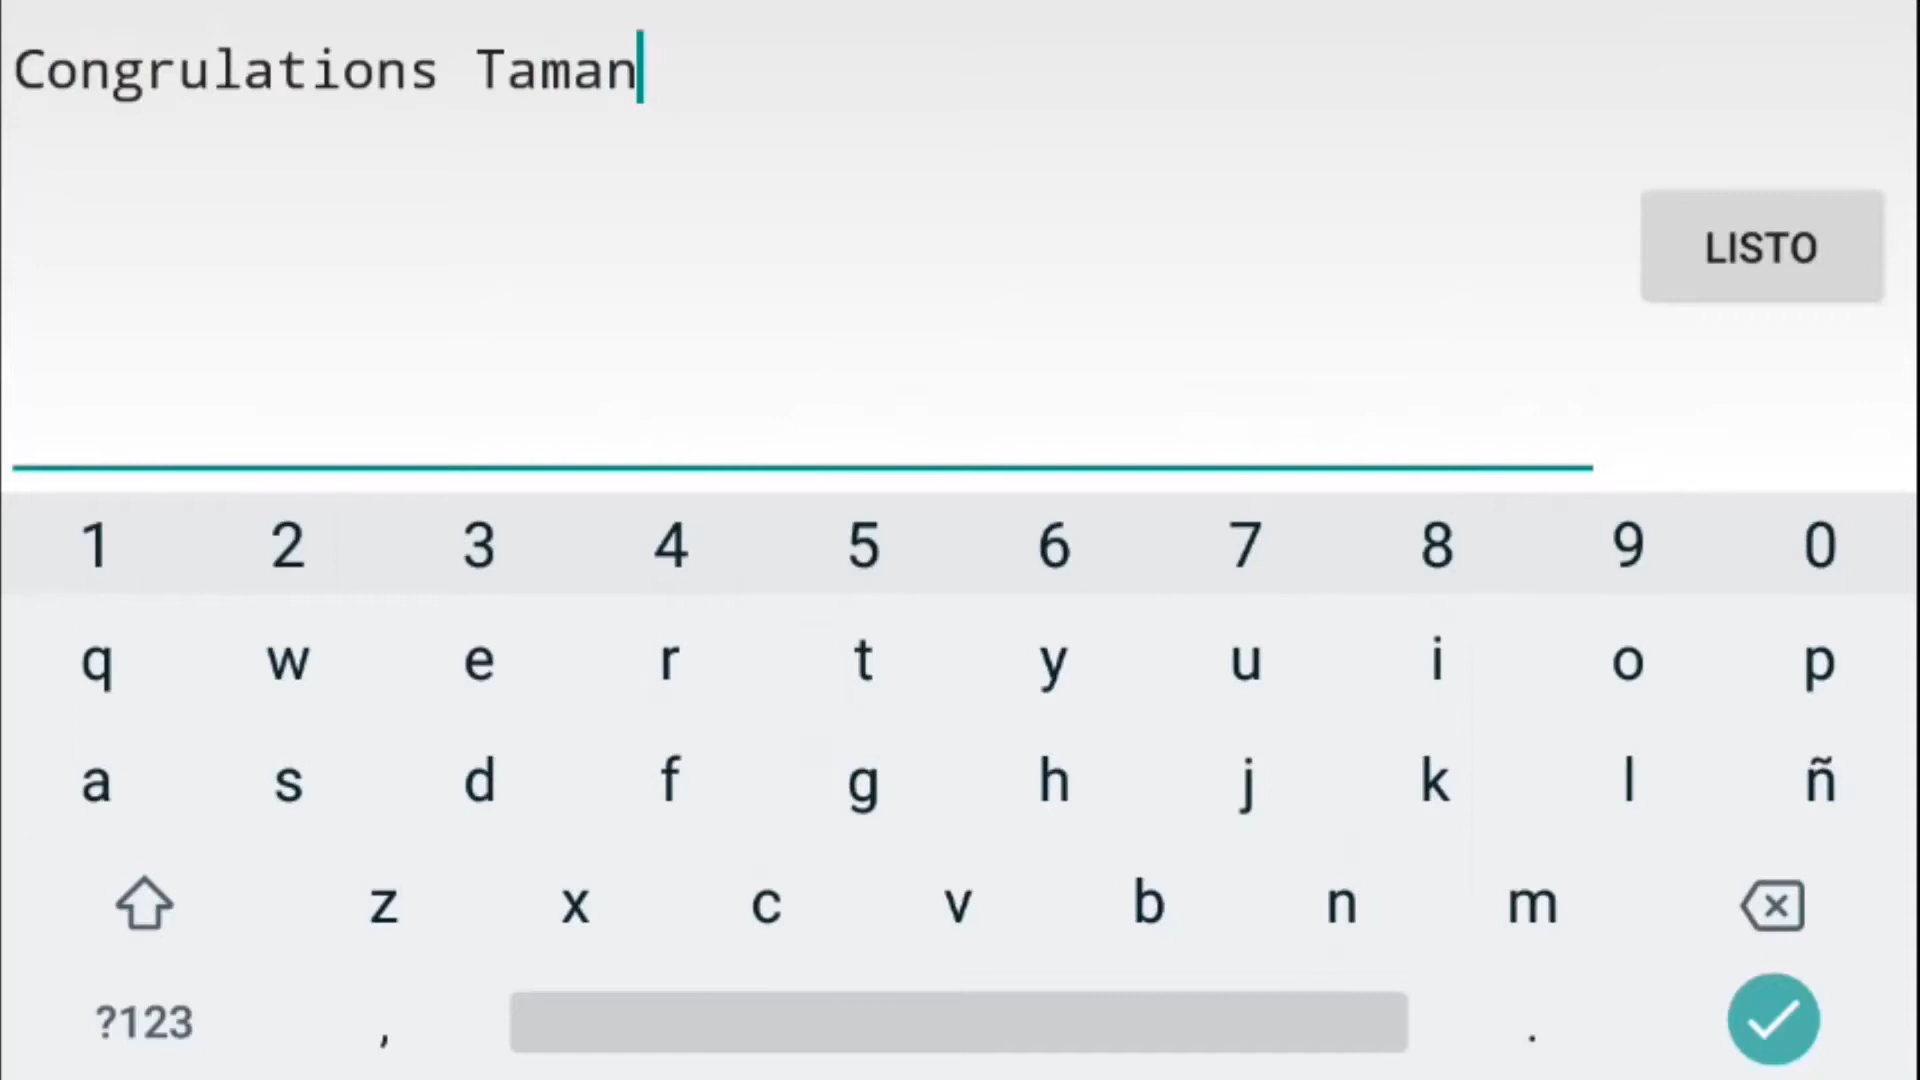 Congrulations Taman
LISTO
1 2 3 4 5 6 7 8 9 0
q w e r t y u i o p
a s d f g h j k l ñ
z x c v b n m
?123 , .